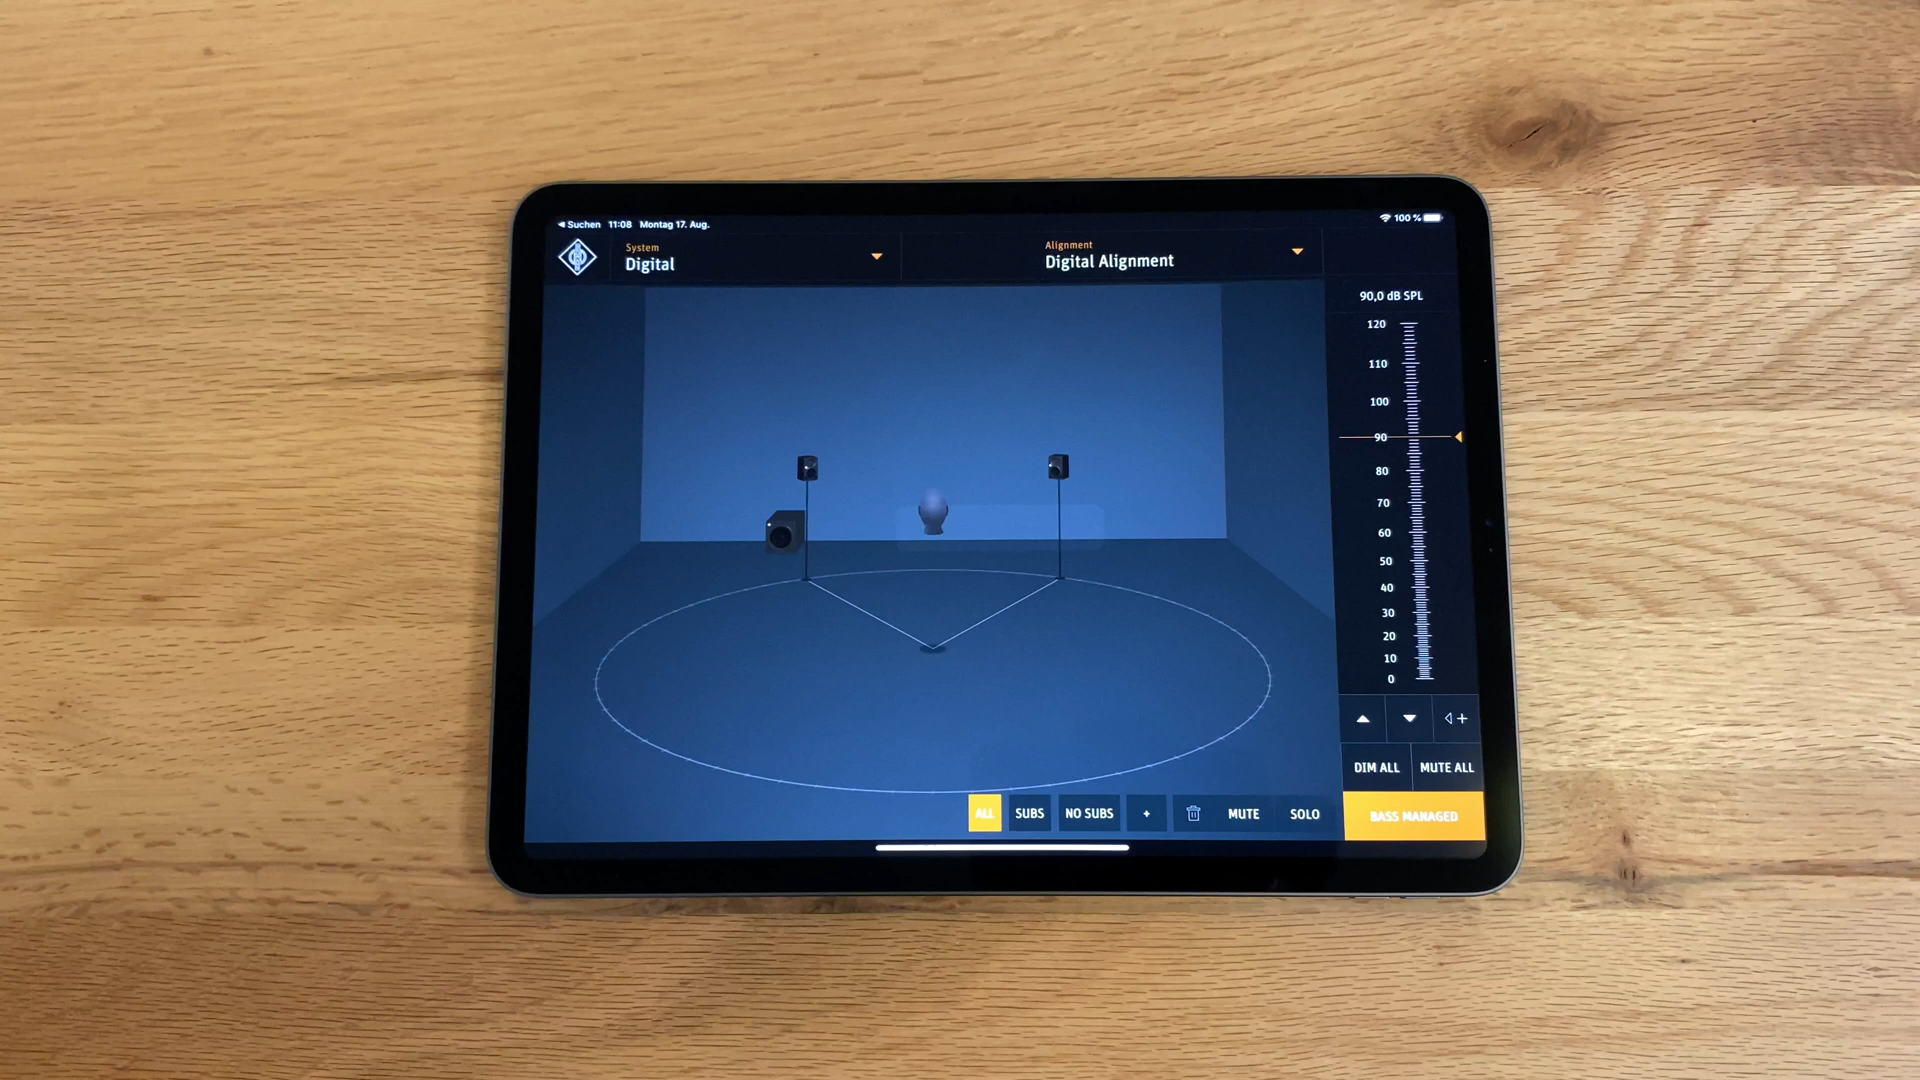 ◀ Suchen 11:08 Montag 17. Aug.
100 %
System
Digital
Alignment
Digital Alignment
90,0 dB SPL
120
110
100
90
80
70
60
50
40
30
20
10
0
+
DIM ALL MUTE ALL
ALL SUBS NO SUBS + MUTE SOLO
BASS MANAGED